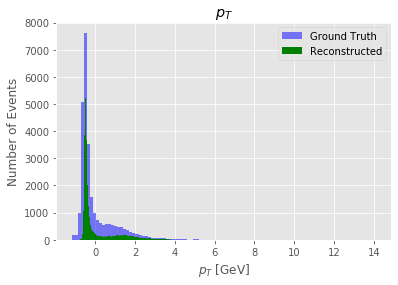 p_T
Ground Truth
Reconstructed
Number of Events
8000
7000
6000
5000
4000
3000
2000
1000
0
0 2 4 6 8 10 12 14
p_T [GeV]